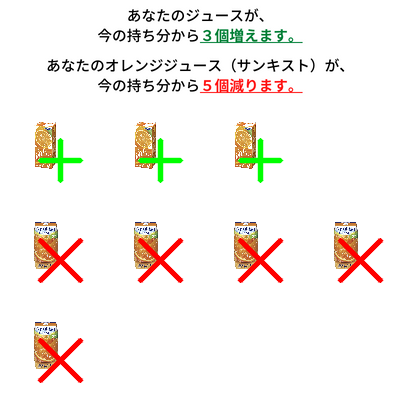 あなたのジュースが、
今の持ち分から３個増えます。
あなたのオレンジジュース（サンキスト）が、
今の持ち分から５個減ります。